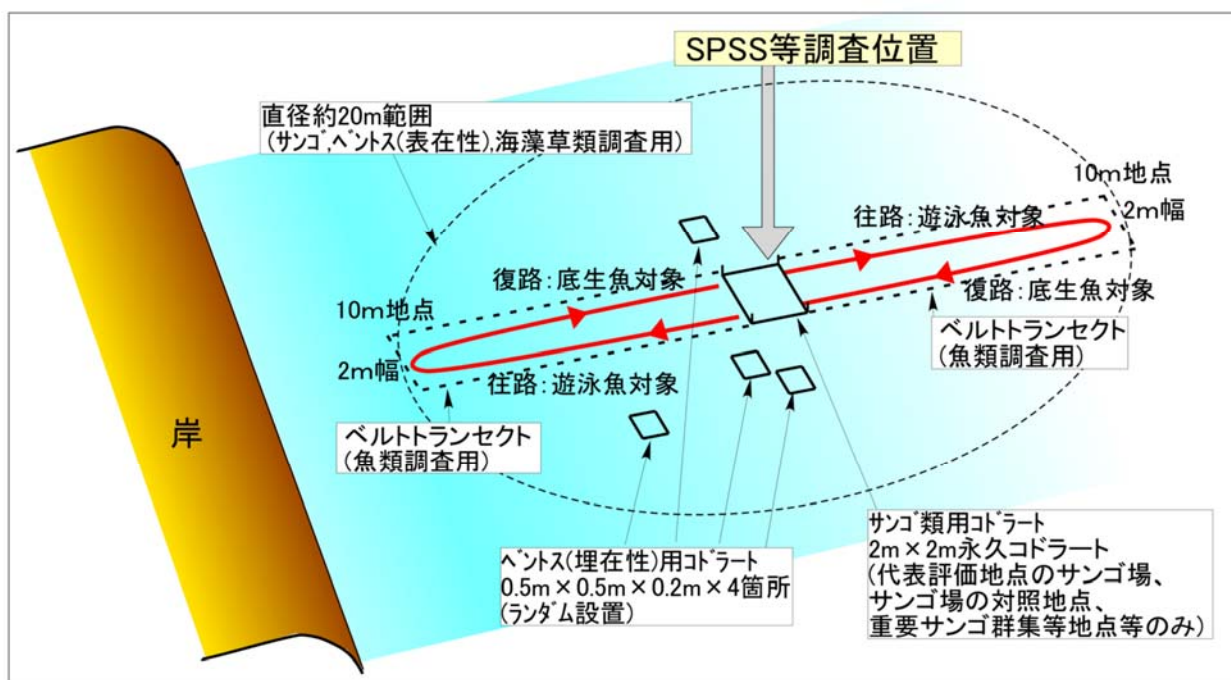 SPSS等調査位置
直径約20m範囲
(サンゴ,ベントス(表在性),海藻草類調査用)
10m地点
2m幅
往路:遊泳魚対象
復路:底生魚対象
復路:底生魚対象
10m地点
2m幅
往路:遊泳魚対象
ベルトトランセクト
(魚類調査用)
ベルトトランセクト
(魚類調査用)
岸
ベントス(埋在性)用コドラート
0.5m×0.5m×0.2m×4箇所
(ランダム設置)
サンゴ類用コドラート
2m×2m永久コドラート
(代表評価地点のサンゴ場、
サンゴ場の対照地点、
重要サンゴ群集等地点等のみ)